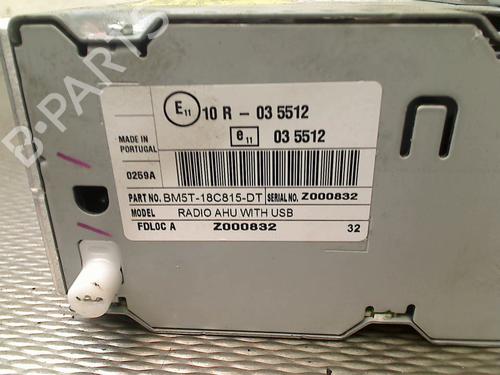 B-PARTS
E11 10 R - 03 5512
MADE IN PORTUGAL
e11 03 5512
0259A
PART NO. BM5T-18C815-DT SERIAL NO. Z000832
MODEL RADIO AHU WITH USB
FDLOC A Z000832 32